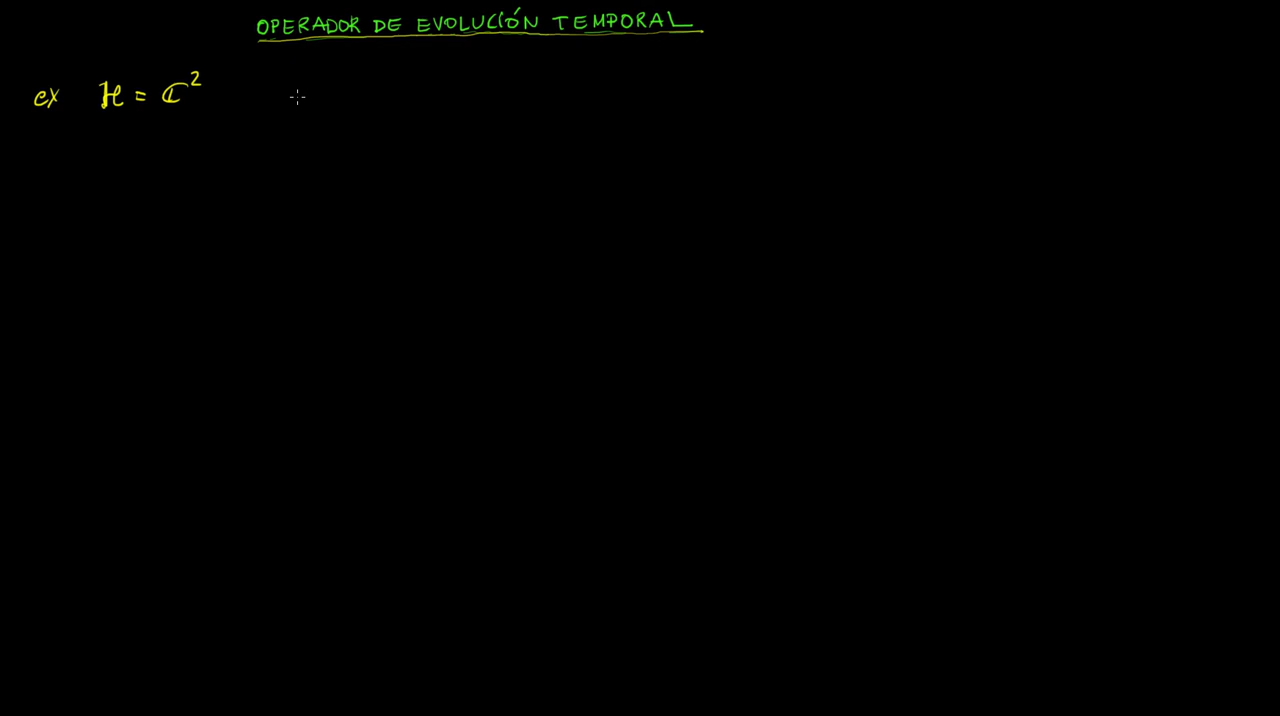 OPERADOR DE EVOLUCIÓN TEMPORAL
ex ℋ = ℂ²